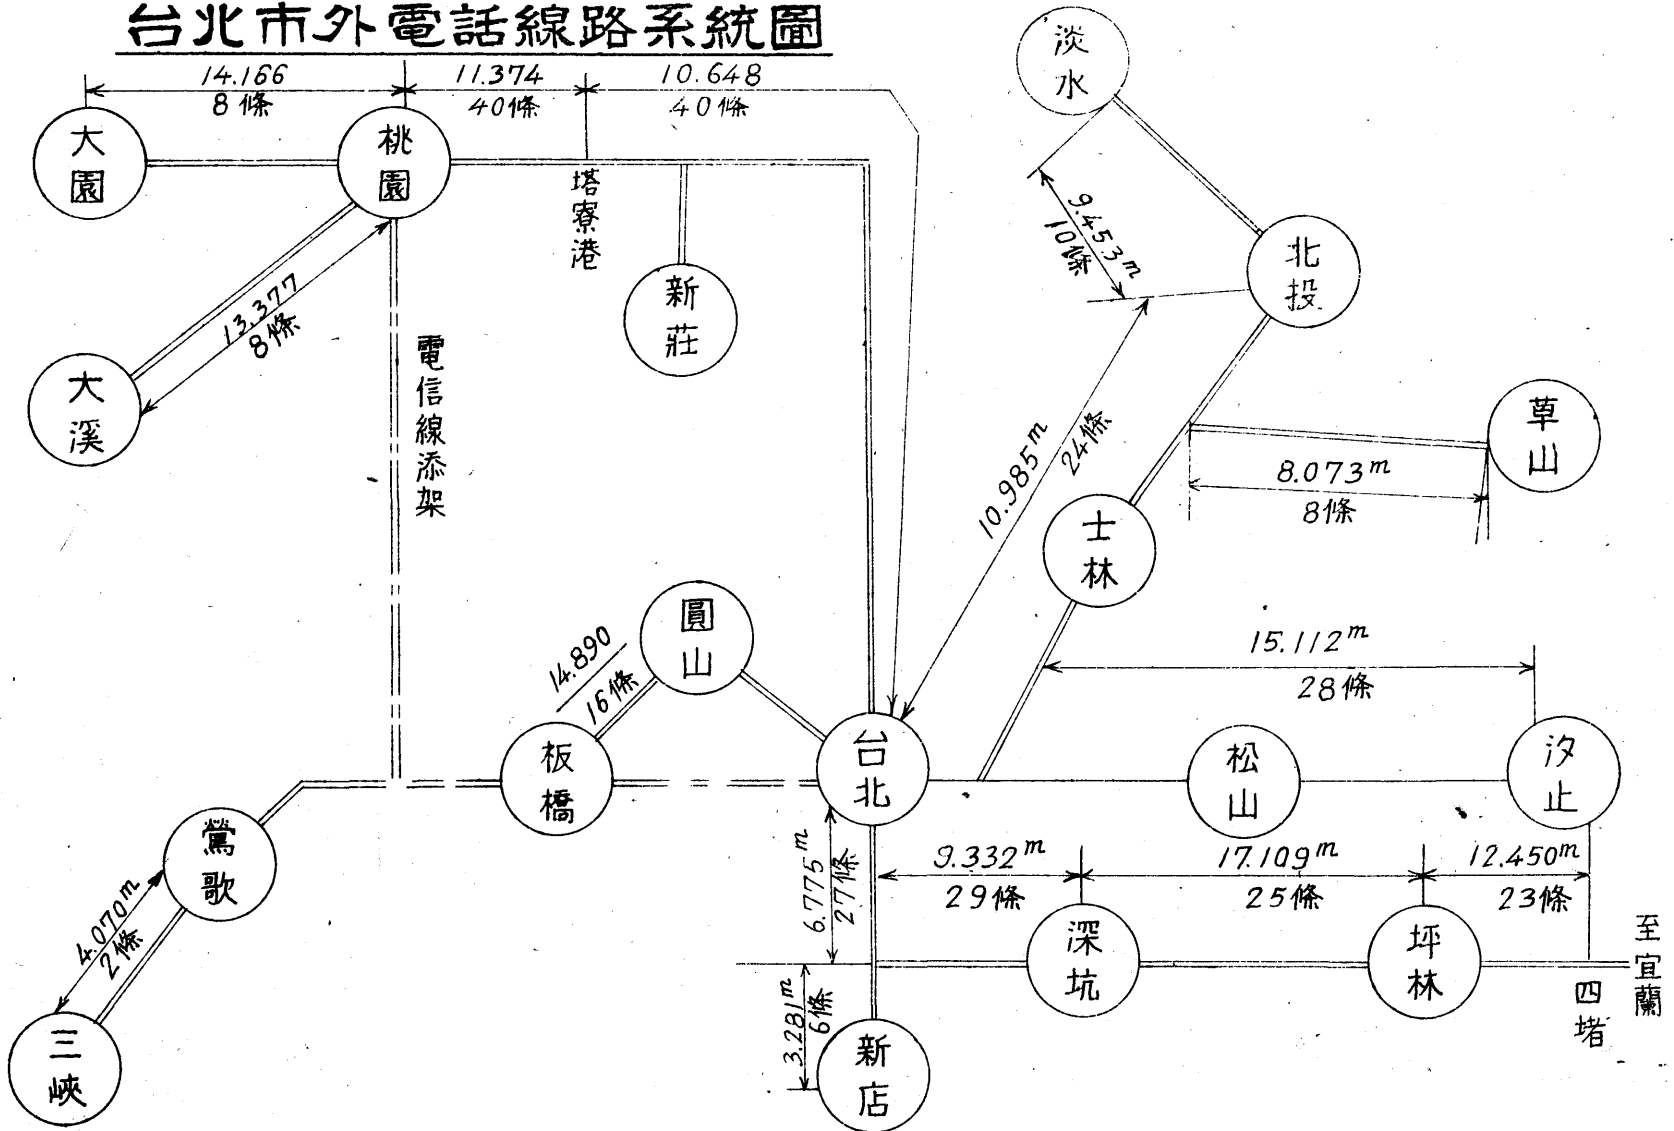 台北市外電話線路系統圖
14.166
8條
11.374
40條
10.648
40條
大園
桃園
塔寮港
新莊
13.377
8條
大溪
電信線添架
淡水
9.453m
10條
北投
10.985m
24條
草山
8.073m
8條
士林
圓山
14.890
16條
板橋
台北
15.112m
28條
松山
汐止
鶯歌
4.070m
2條
三峽
6.775m
27條
9.332m
29條
17.109m
25條
12.450m
23條
深坑
坪林
四堵
至宜蘭
3.281m
6條
新店